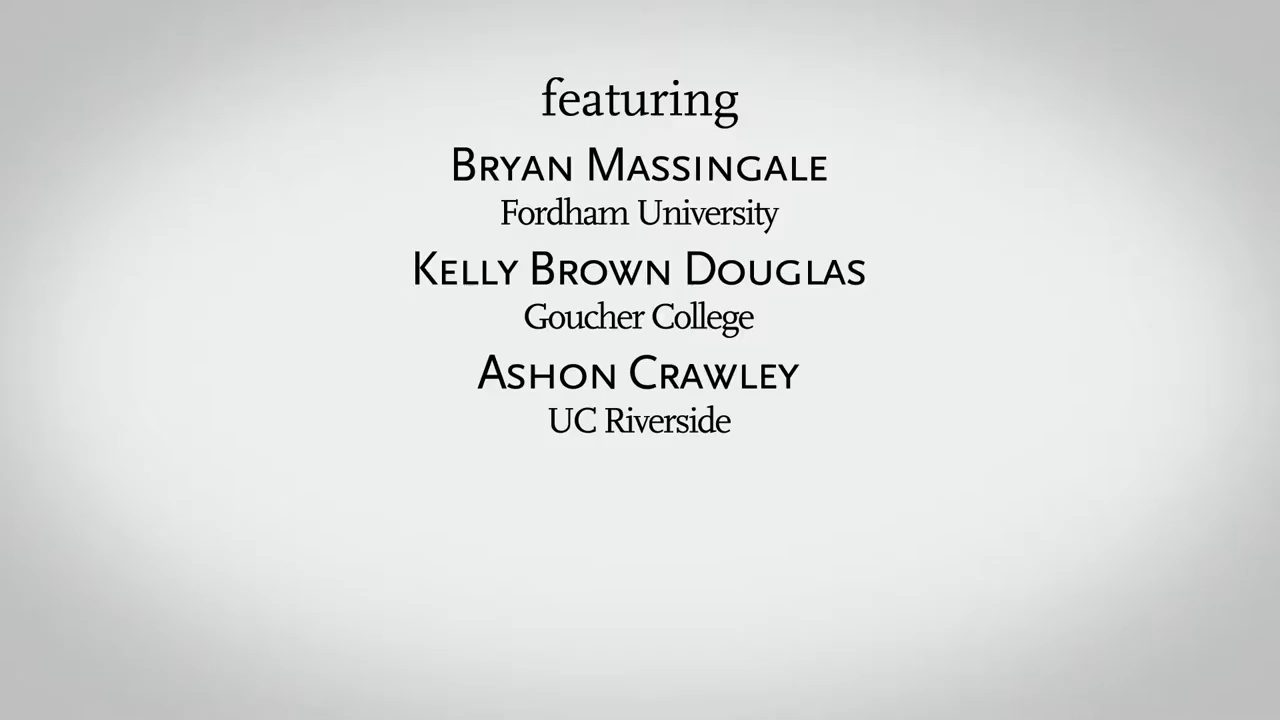 featuring
Bryan Massingale
Fordham University
Kelly Brown Douglas
Goucher College
Ashon Crawley
UC Riverside